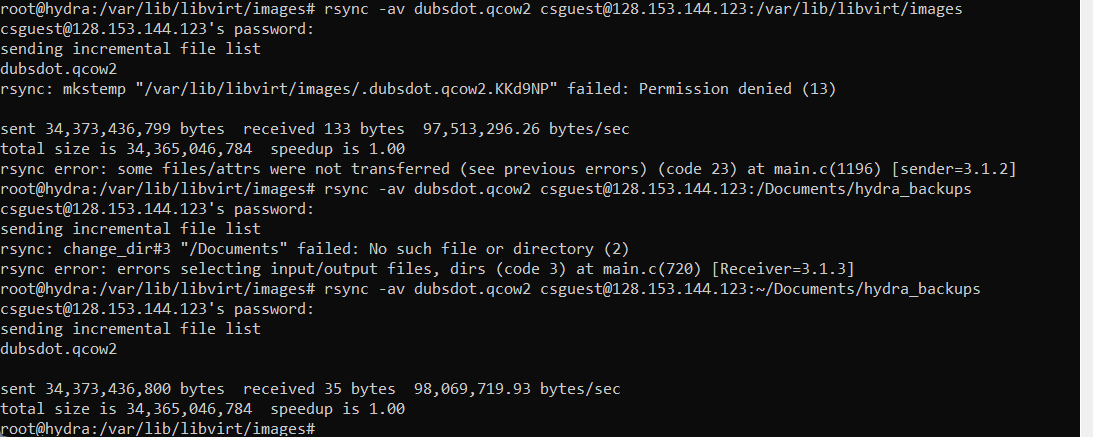 root@hydra:/var/lib/libvirt/images# rsync -av dubsdot.qcow2 csguest@128.153.144.123:/var/lib/libvirt/images
csguest@128.153.144.123's password:
sending incremental file list
dubsdot.qcow2
rsync: mkstemp "/var/lib/libvirt/images/.dubsdot.qcow2.KKd9NP" failed: Permission denied (13)

sent 34,373,436,799 bytes  received 133 bytes  97,513,296.26 bytes/sec
total size is 34,365,046,784  speedup is 1.00
rsync error: some files/attrs were not transferred (see previous errors) (code 23) at main.c(1196) [sender=3.1.2]
root@hydra:/var/lib/libvirt/images# rsync -av dubsdot.qcow2 csguest@128.153.144.123:/Documents/hydra_backups
csguest@128.153.144.123's password:
sending incremental file list
rsync: change_dir#3 "/Documents" failed: No such file or directory (2)
rsync error: errors selecting input/output files, dirs (code 3) at main.c(720) [Receiver=3.1.3]
root@hydra:/var/lib/libvirt/images# rsync -av dubsdot.qcow2 csguest@128.153.144.123:~/Documents/hydra_backups
csguest@128.153.144.123's password:
sending incremental file list
dubsdot.qcow2

sent 34,373,436,800 bytes  received 35 bytes  98,069,719.93 bytes/sec
total size is 34,365,046,784  speedup is 1.00
root@hydra:/var/lib/libvirt/images#